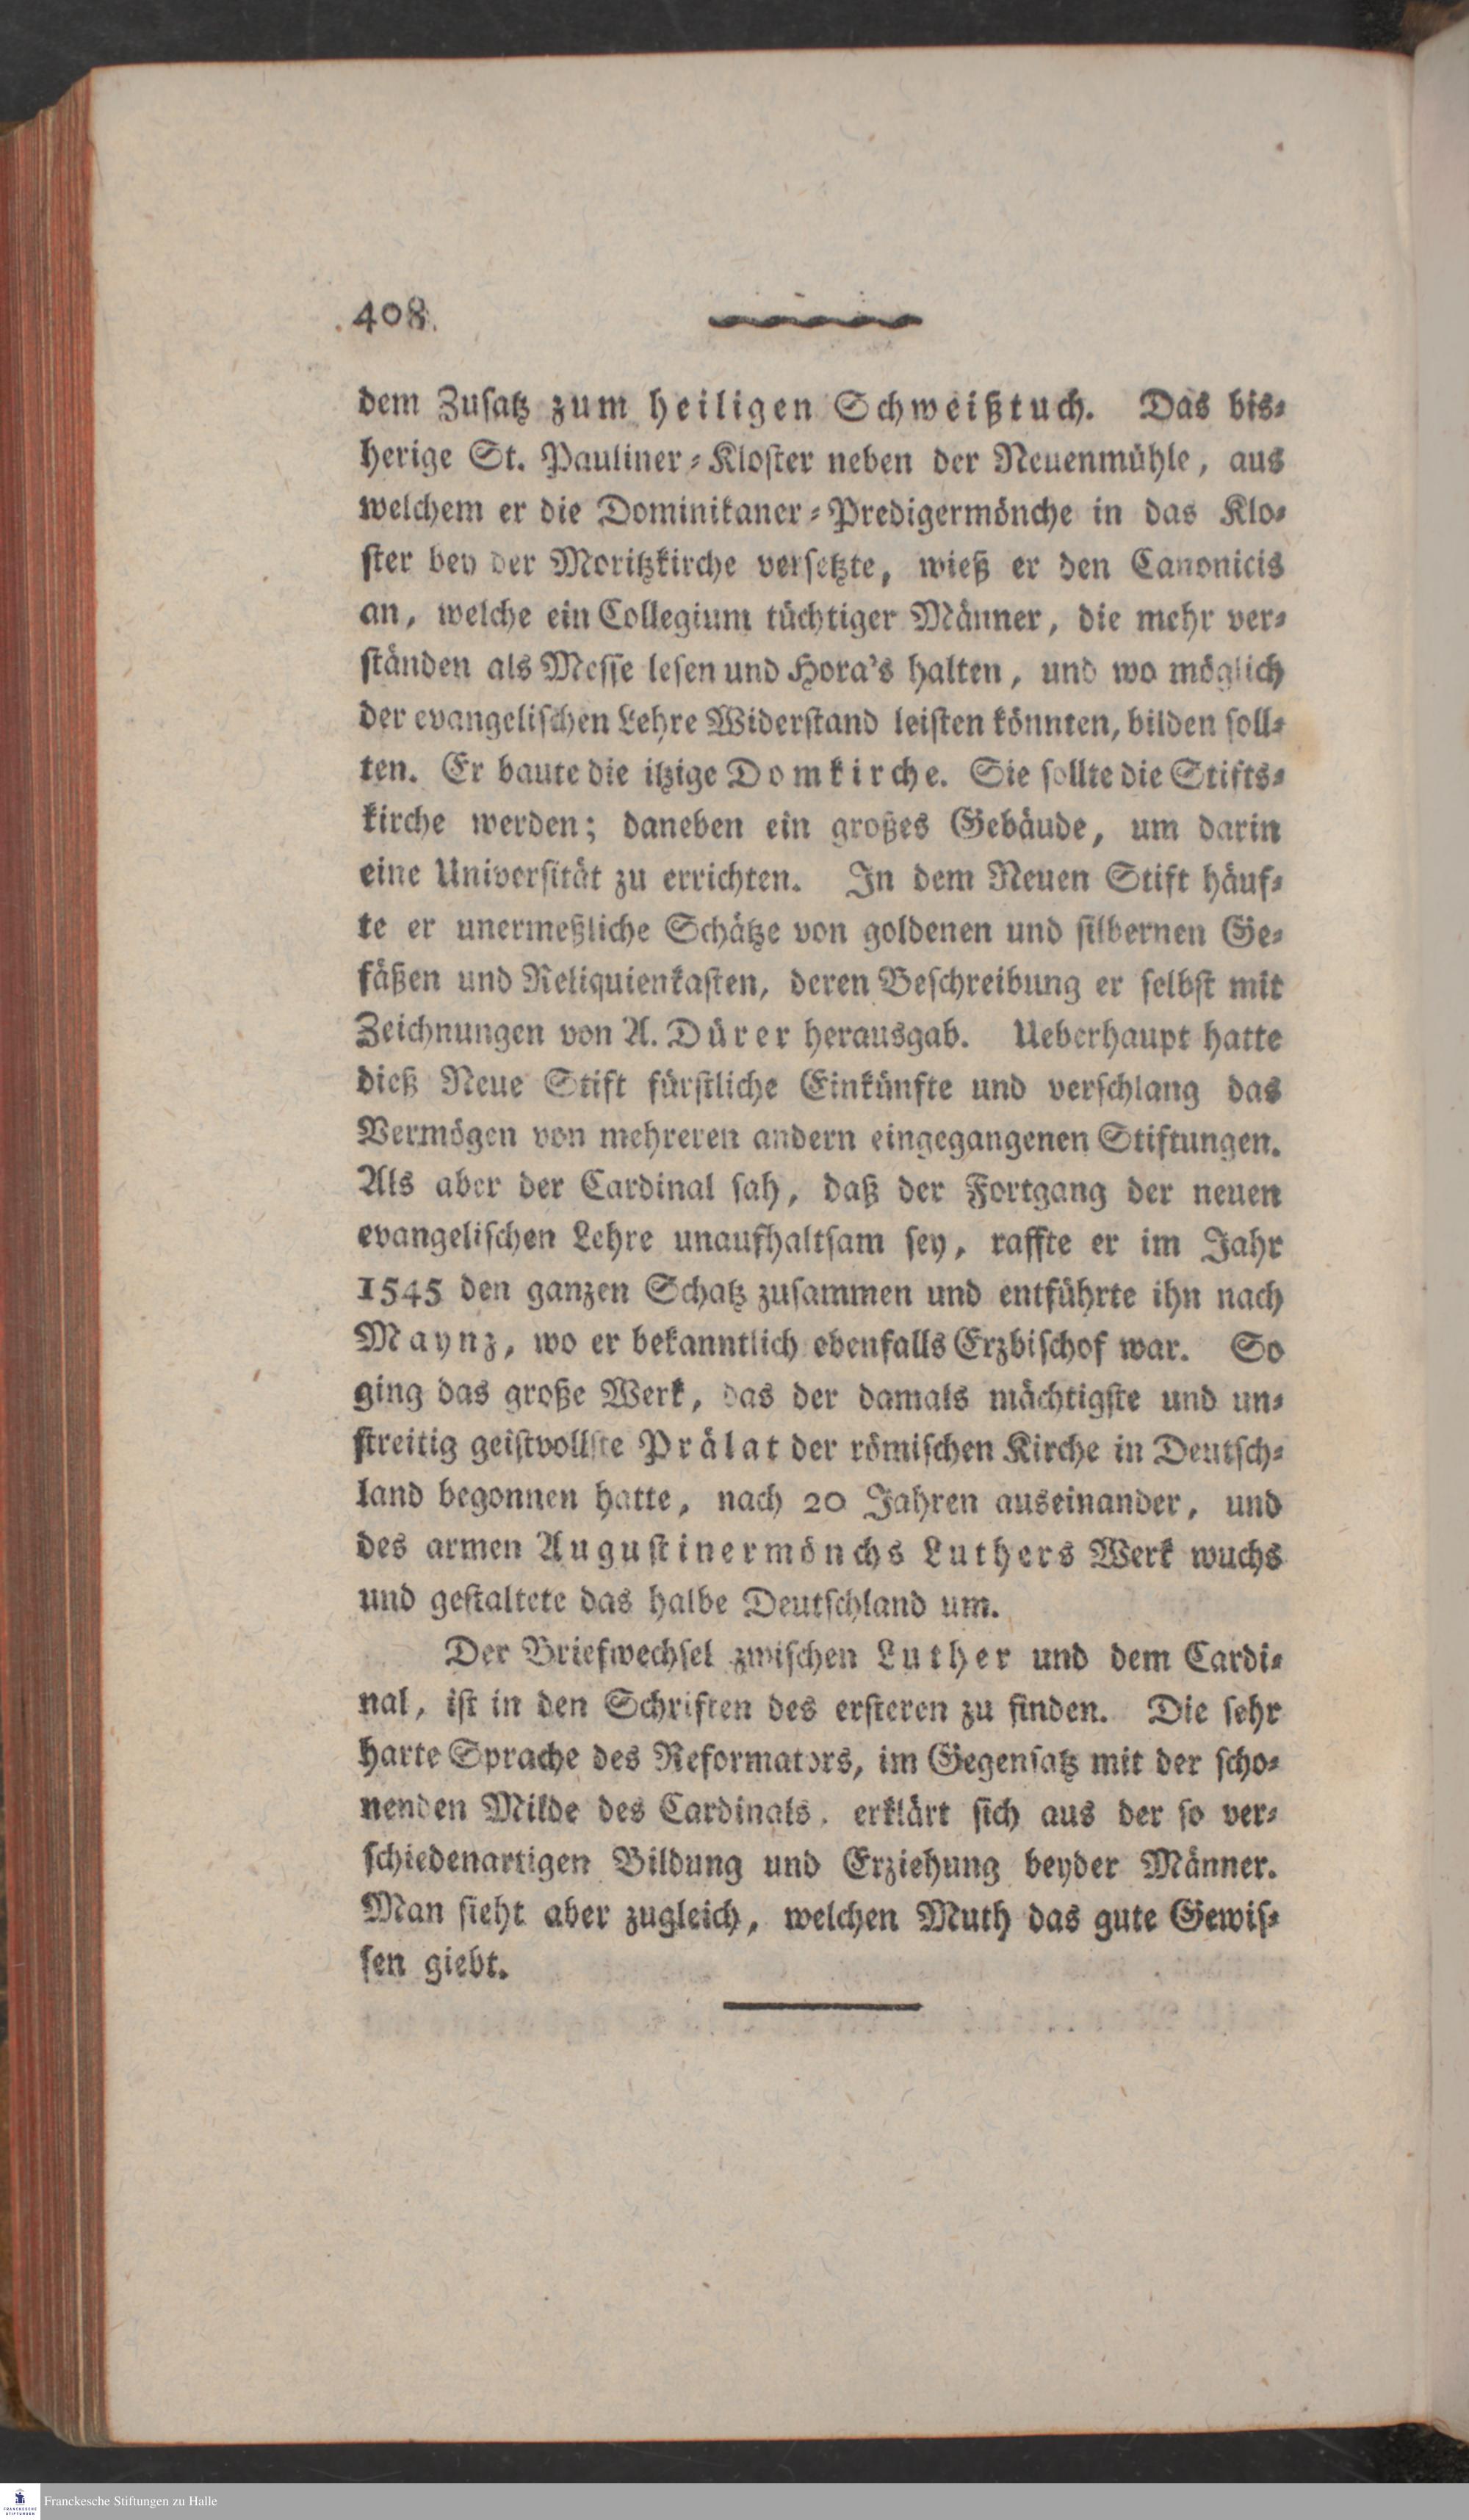 408
dem Zusatz zum heiligen Schweißtuch. Das bis-
herige St. Pauliner-Kloster neben der Neuenmühle, aus
welchem er die Dominikaner-Predigermönche in das Klo-
ster bey der Moritzkirche versetzte, wieß er den Canonicis
an, welche ein Collegium tüchtiger Männer, die mehr ver-
ständen als Messe lesen und Hora's halten, und wo möglich
der evangelischen Lehre Widerstand leisten könnten, bilden soll-
ten. Er baute die itzige Domkirche. Sie sollte die Stifts-
kirche werden; daneben ein großes Gebäude, um darin
eine Universität zu errichten. In dem Neuen Stift häuf-
te er unermeßliche Schätze von goldenen und silbernen Ge-
fäßen und Reliquienkasten, deren Beschreibung er selbst mit
Zeichnungen von A. Dürer herausgab. Ueberhaupt hatte
dieß Neue Stift fürstliche Einkünfte und verschlang das
Vermögen von mehreren andern eingegangenen Stiftungen.
Als aber der Cardinal sah, daß der Fortgang der neuen
evangelischen Lehre unaufhaltsam sey, raffte er im Jahr
1545 den ganzen Schatz zusammen und entführte ihn nach
Maynz, wo er bekanntlich ebenfalls Erzbischof war. So
ging das große Werk, das der damals mächtigste und un-
streitig geistvollste Prälat der römischen Kirche in Deutsch-
land begonnen hatte, nach 20 Jahren auseinander, und
des armen Augustinermönchs Luthers Werk wuchs
und gestaltete das halbe Deutschland um.
Der Briefwechsel zwischen Luther und dem Cardi-
nal, ist in den Schriften des ersteren zu finden. Die sehr
harte Sprache des Reformators, im Gegensatz mit der scho-
nenden Milde des Cardinals, erklärt sich aus der so ver-
schiedenartigen Bildung und Erziehung beyder Männer.
Man sieht aber zugleich, welchen Muth das gute Gewis-
sen giebt.
FRANCKESCHE
STIFTUNGEN
Franckesche Stiftungen zu Halle